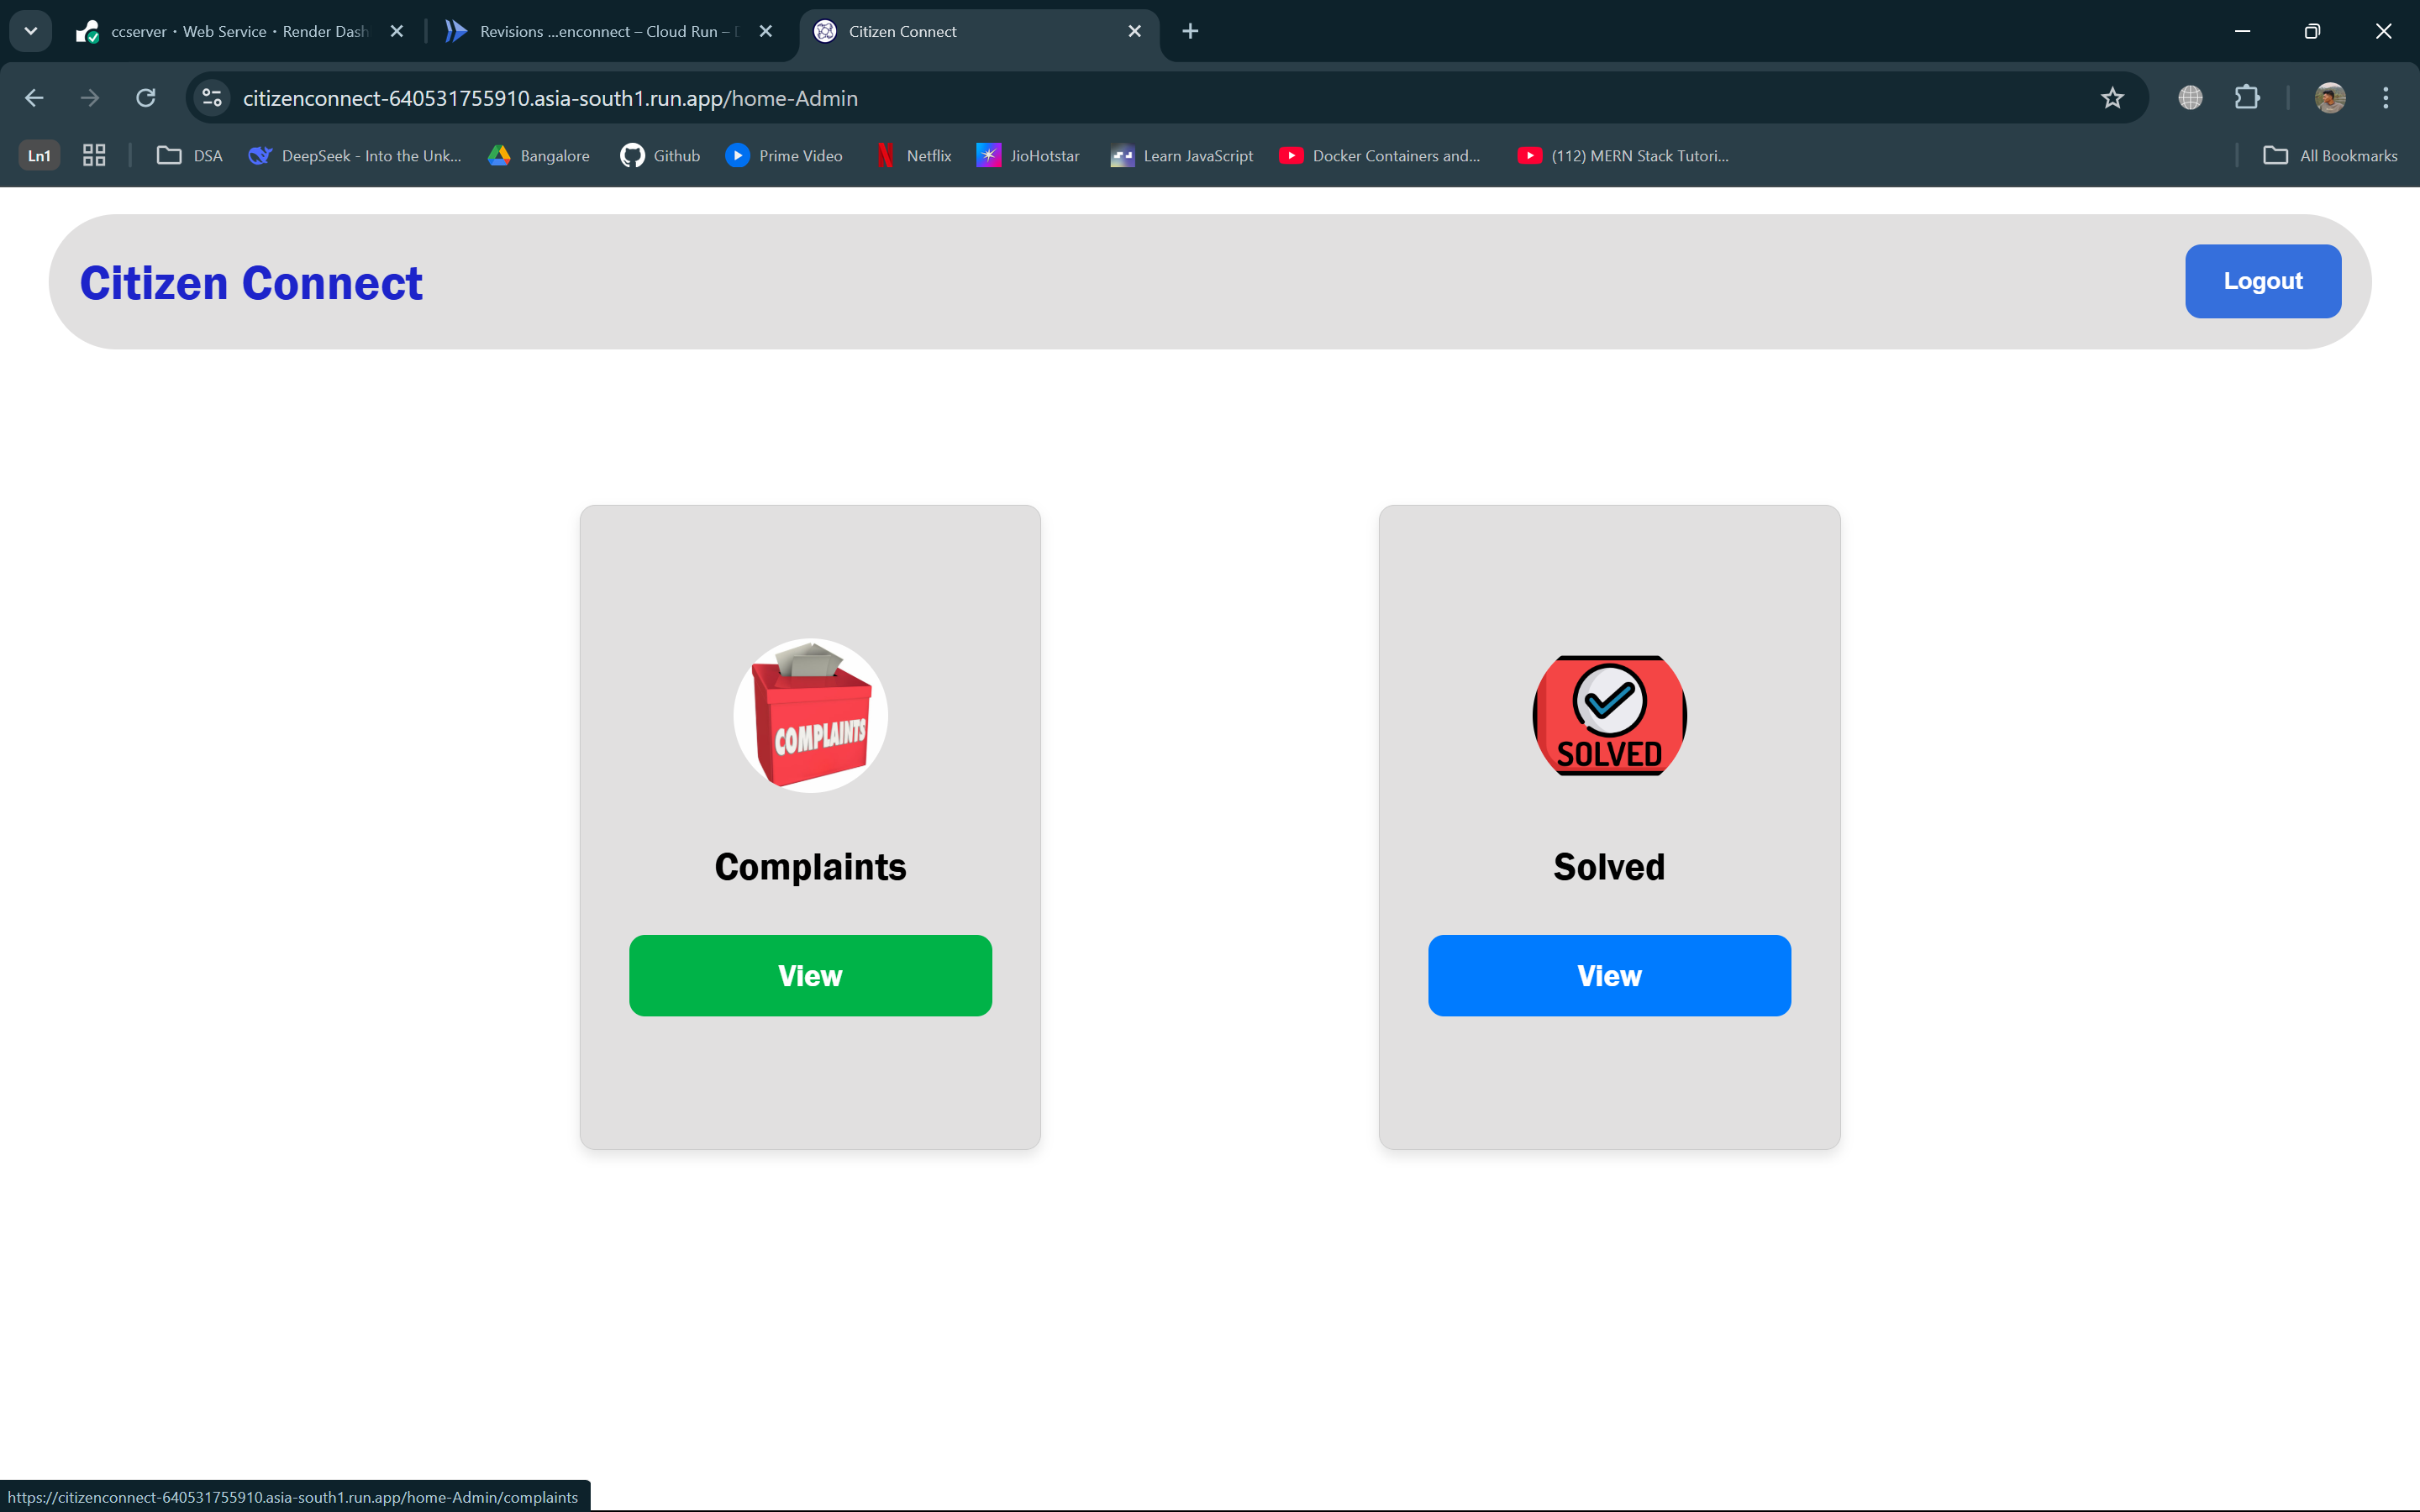 ccserver · Web Service · Render Dash
Revisions ...enconnect – Cloud Run –
Citizen Connect
citizenconnect-640531755910.asia-south1.run.app/home-Admin
Ln1
DSA
DeepSeek - Into the Unk...
Bangalore
Github
Prime Video
Netflix
JioHotstar
Learn JavaScript
Docker Containers and...
(112) MERN Stack Tutori...
All Bookmarks
Citizen Connect
Logout
COMPLAINTS
SOLVED
Complaints
Solved
View
View
https://citizenconnect-640531755910.asia-south1.run.app/home-Admin/complaints